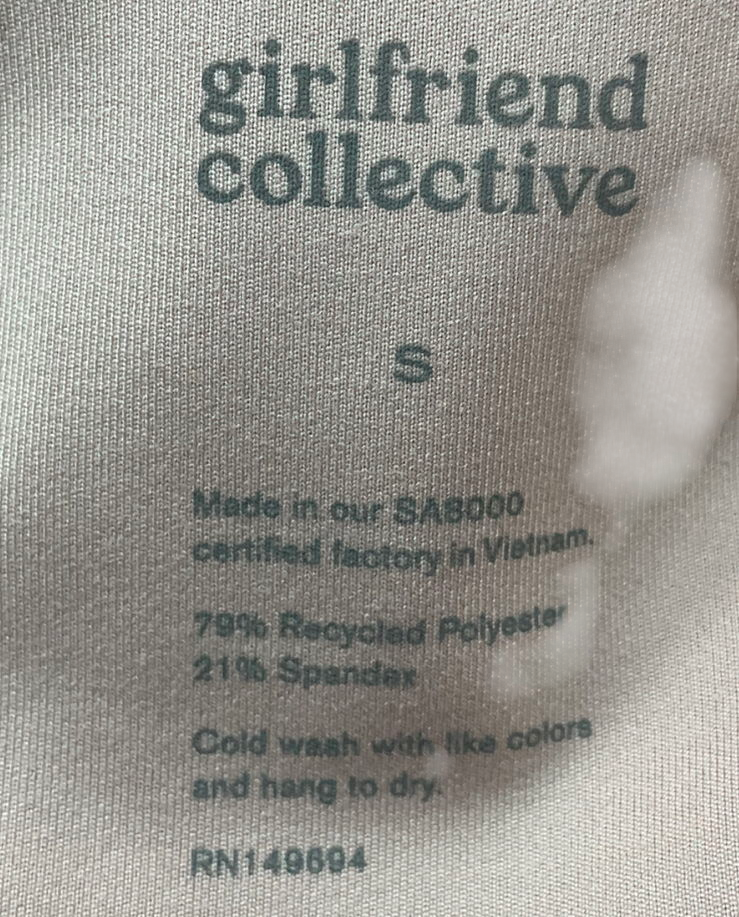 girlfriend
collective
S
Made in our SA8000
certified factory in Vietnam.
79% Recycled Polyester
21% Spandex
Cold wash with like colors
and hang to dry.
RN149694